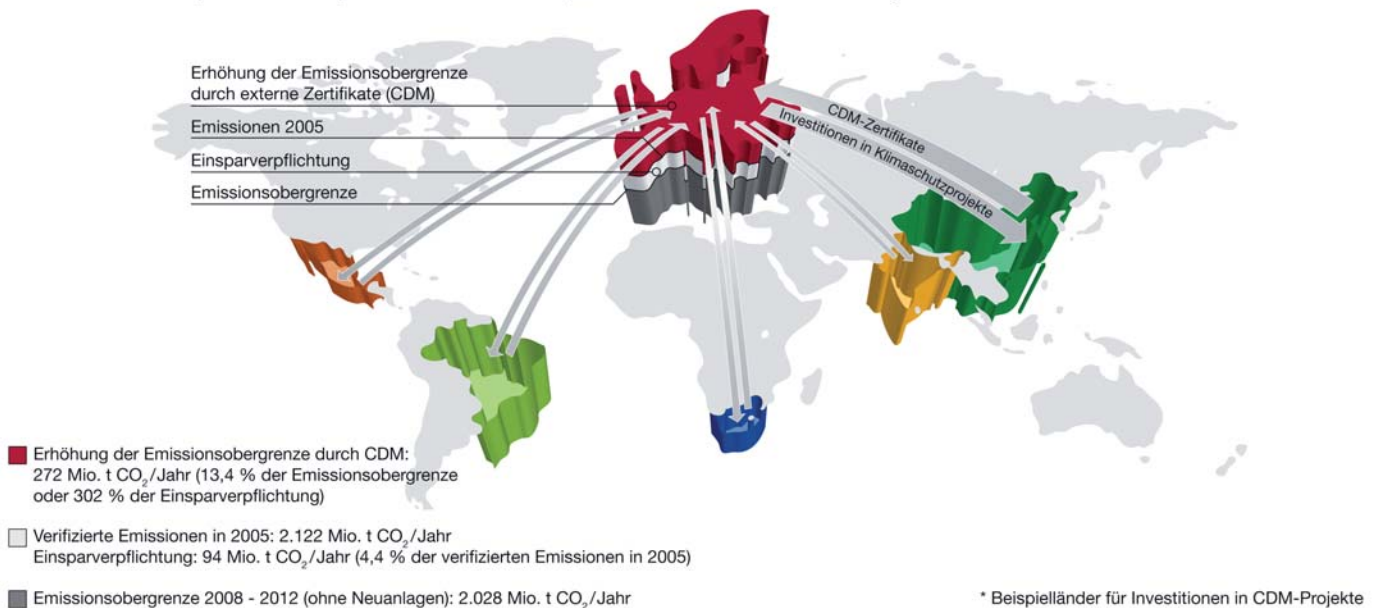 Erhöhung der Emissionsobergrenze
durch externe Zertifikate (CDM)
Emissionen 2005
Einsparverpflichtung
Emissionsobergrenze
CDM-Zertifikate
Investitionen in Klimaschutzprojekte
Erhöhung der Emissionsobergrenze durch CDM:
272 Mio. t CO₂/Jahr (13,4 % der Emissionsobergrenze
oder 302 % der Einsparverpflichtung)
Verifizierte Emissionen in 2005: 2.122 Mio. t CO₂/Jahr
Einsparverpflichtung: 94 Mio. t CO₂/Jahr (4,4 % der verifizierten Emissionen in 2005)
Emissionsobergrenze 2008 - 2012 (ohne Neuanlagen): 2.028 Mio. t CO₂/Jahr
* Beispielländer für Investitionen in CDM-Projekte